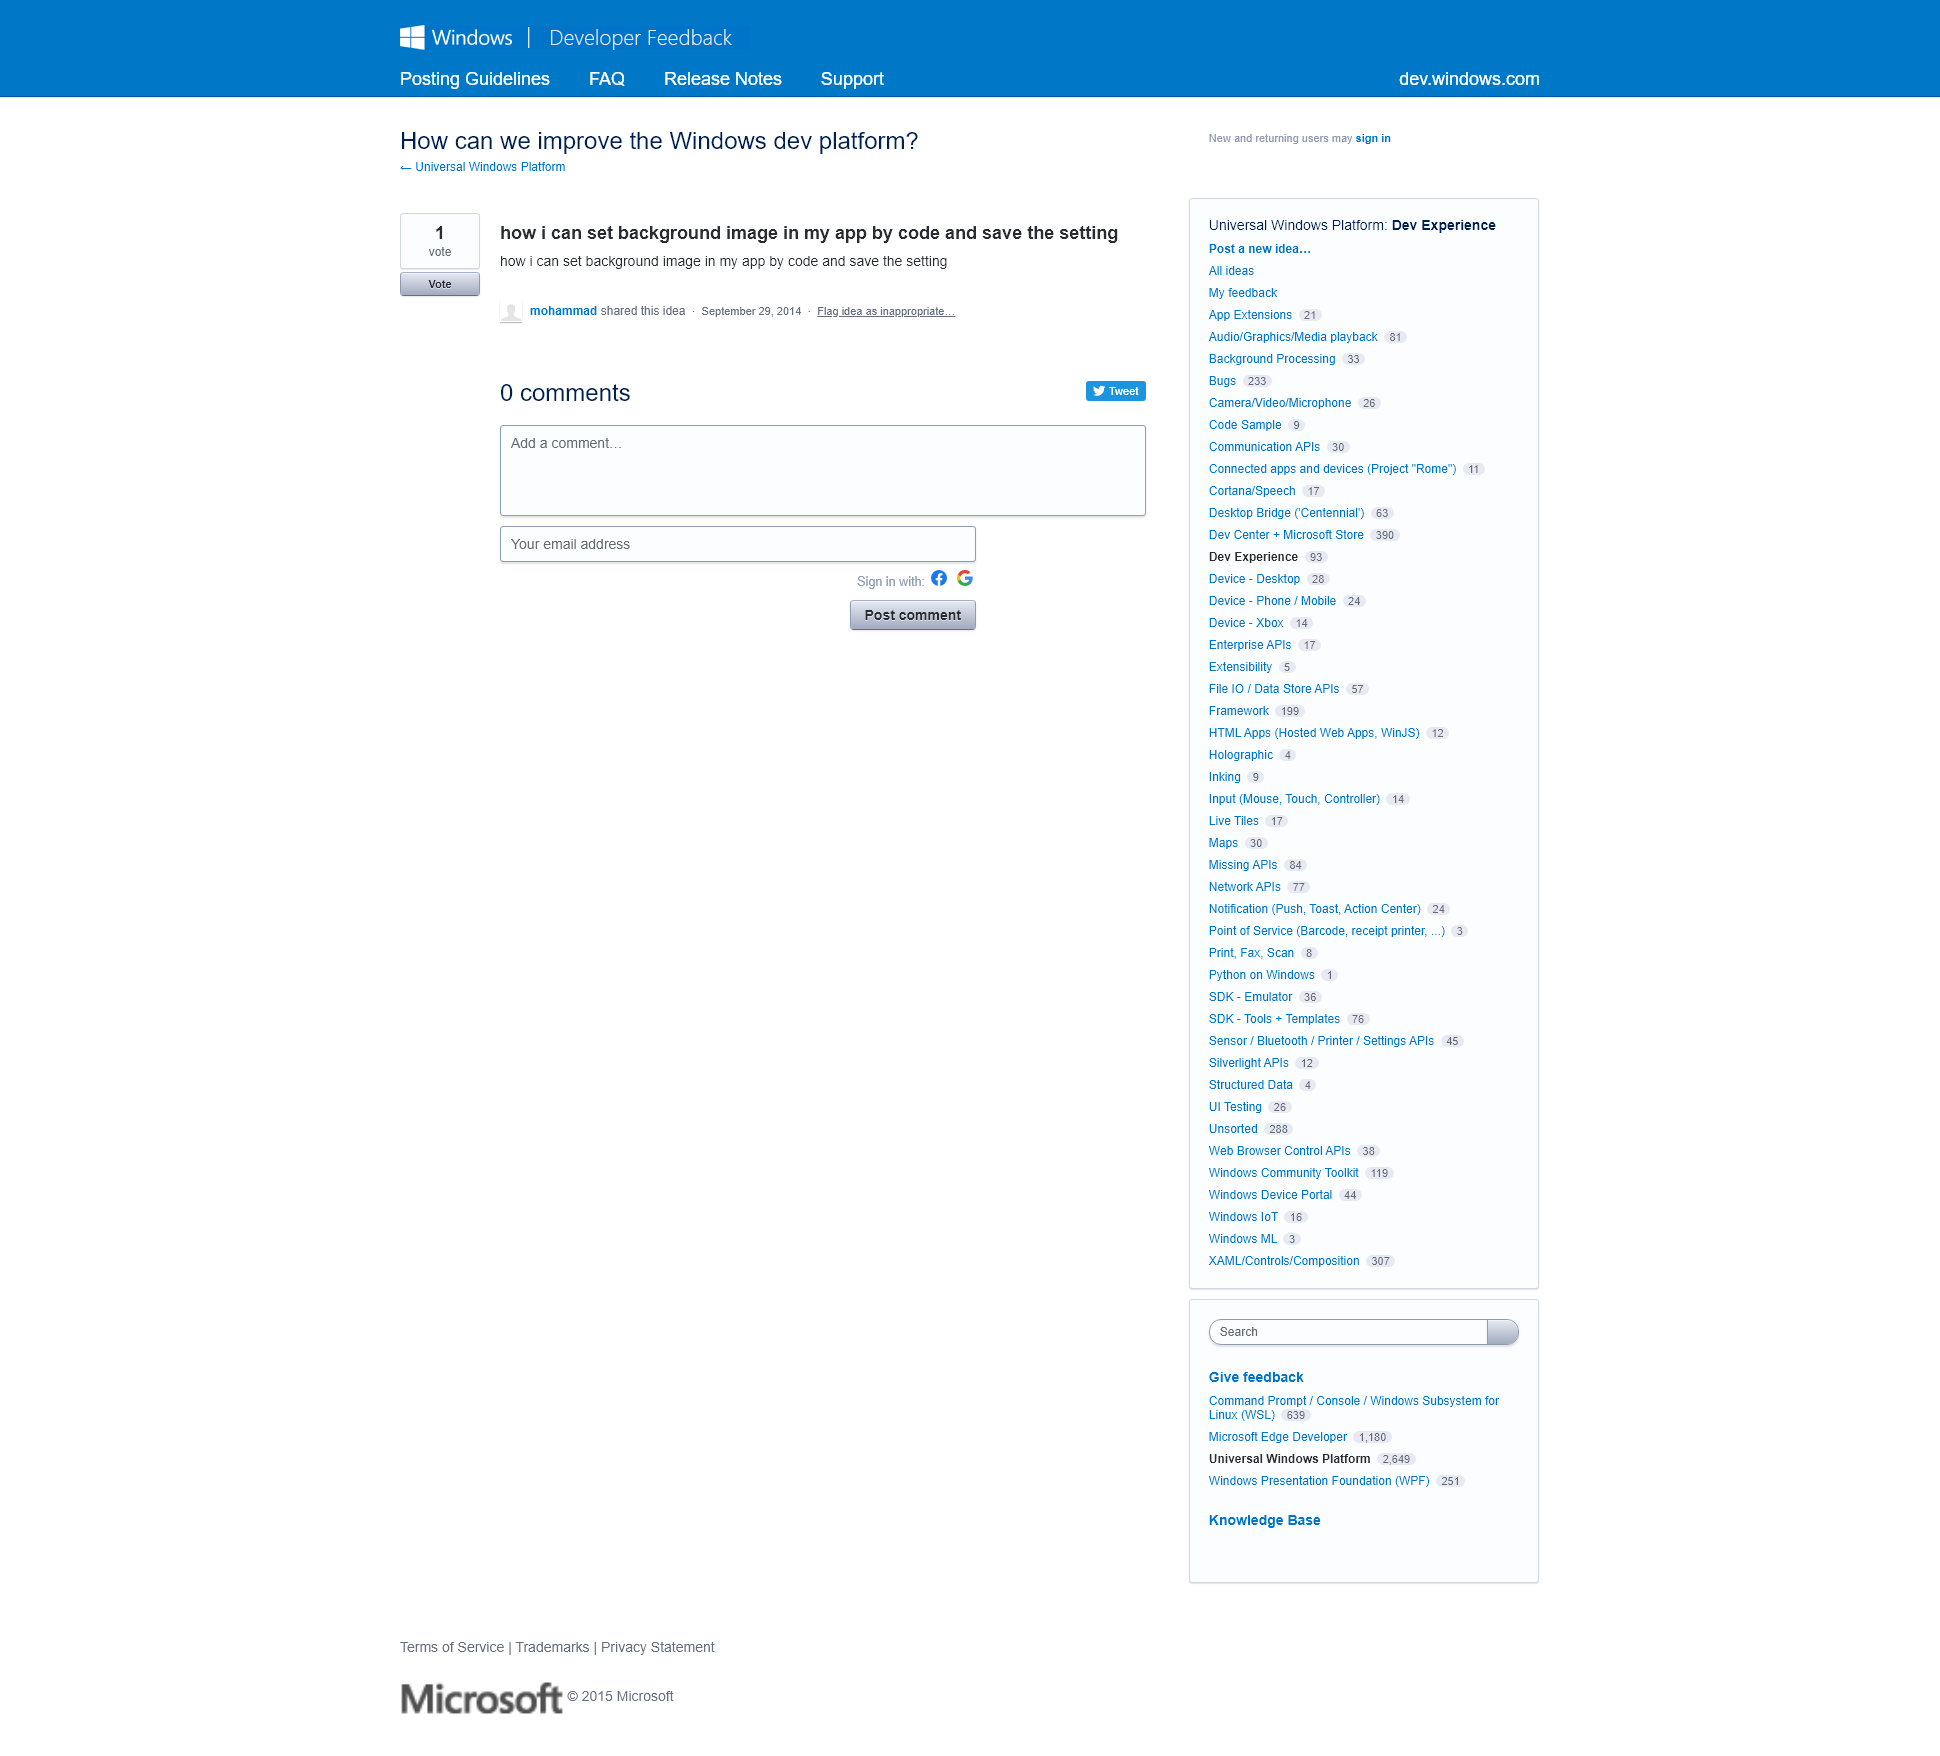 Windows | Developer Feedback
Posting Guidelines FAQ Release Notes Support dev.windows.com
How can we improve the Windows dev platform?
← Universal Windows Platform
New and returning users may sign in
1
vote
Vote
how i can set background image in my app by code and save the setting
how i can set background image in my app by code and save the setting
mohammad shared this idea · September 29, 2014 · Flag idea as inappropriate…
0 comments
Tweet
Add a comment…
Your email address
Sign in with:
Post comment
Universal Windows Platform: Dev Experience
Post a new idea…
All ideas
My feedback
App Extensions 21
Audio/Graphics/Media playback 81
Background Processing 33
Bugs 233
Camera/Video/Microphone 26
Code Sample 9
Communication APIs 30
Connected apps and devices (Project "Rome") 11
Cortana/Speech 17
Desktop Bridge ('Centennial') 63
Dev Center + Microsoft Store 390
Dev Experience 93
Device - Desktop 28
Device - Phone / Mobile 24
Device - Xbox 14
Enterprise APIs 17
Extensibility 5
File IO / Data Store APIs 57
Framework 199
HTML Apps (Hosted Web Apps, WinJS) 12
Holographic 4
Inking 9
Input (Mouse, Touch, Controller) 14
Live Tiles 17
Maps 30
Missing APIs 84
Network APIs 77
Notification (Push, Toast, Action Center) 24
Point of Service (Barcode, receipt printer, ...) 3
Print, Fax, Scan 8
Python on Windows 1
SDK - Emulator 36
SDK - Tools + Templates 76
Sensor / Bluetooth / Printer / Settings APIs 45
Silverlight APIs 12
Structured Data 4
UI Testing 26
Unsorted 288
Web Browser Control APIs 38
Windows Community Toolkit 119
Windows Device Portal 44
Windows IoT 16
Windows ML 3
XAML/Controls/Composition 307
Search
Give feedback
Command Prompt / Console / Windows Subsystem for
Linux (WSL) 639
Microsoft Edge Developer 1,180
Universal Windows Platform 2,649
Windows Presentation Foundation (WPF) 251
Knowledge Base
Terms of Service | Trademarks | Privacy Statement
Microsoft © 2015 Microsoft